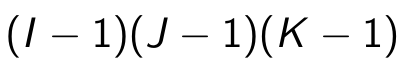 (I − 1)(J − 1)(K − 1)